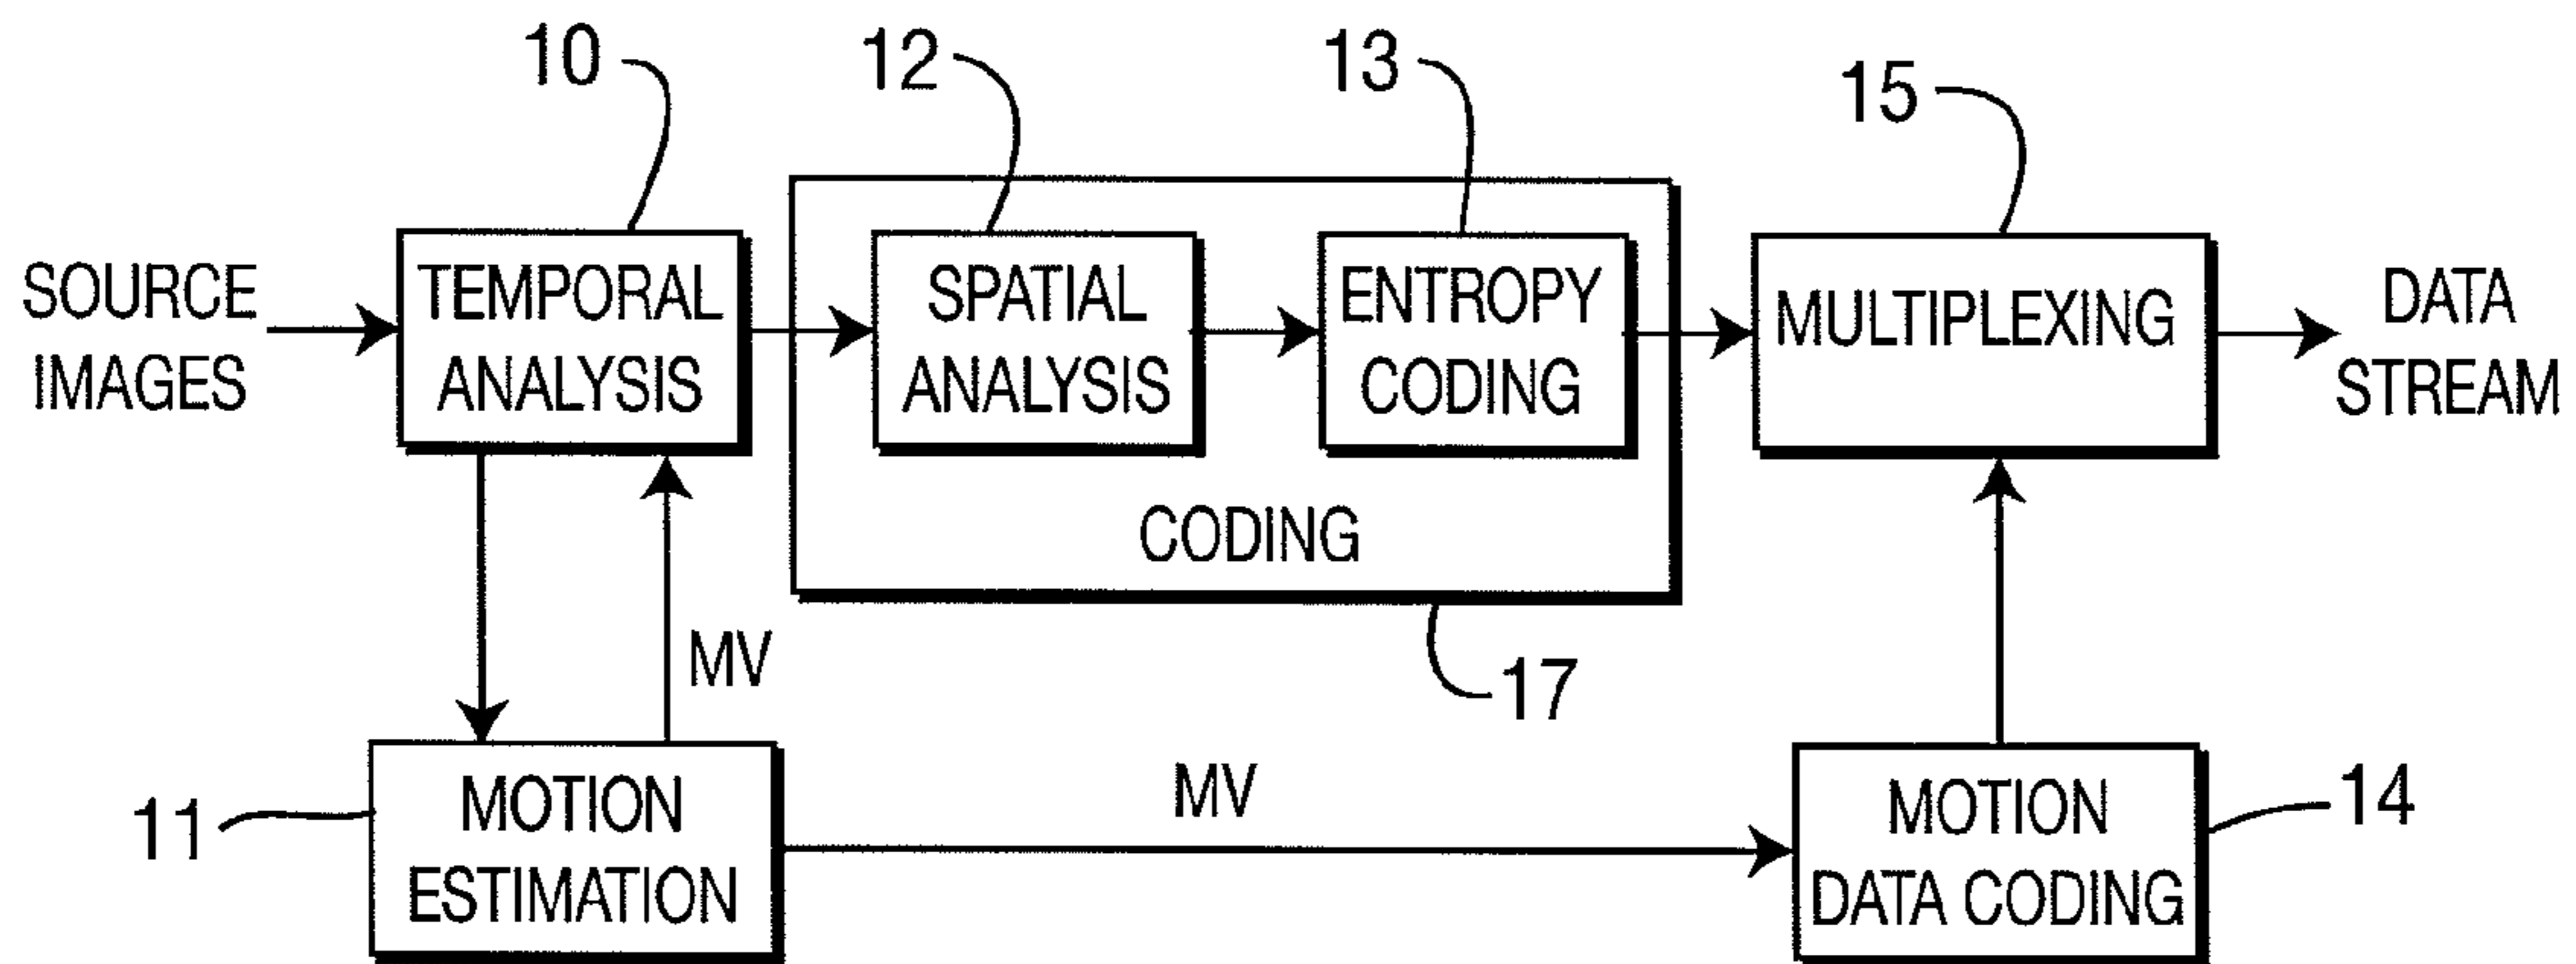 10
12
13
15
SOURCE
IMAGES
TEMPORAL
ANALYSIS
SPATIAL
ANALYSIS
ENTROPY
CODING
MULTIPLEXING
DATA
STREAM
CODING
MV
17
11
MOTION
ESTIMATION
MV
MOTION
DATA CODING
14